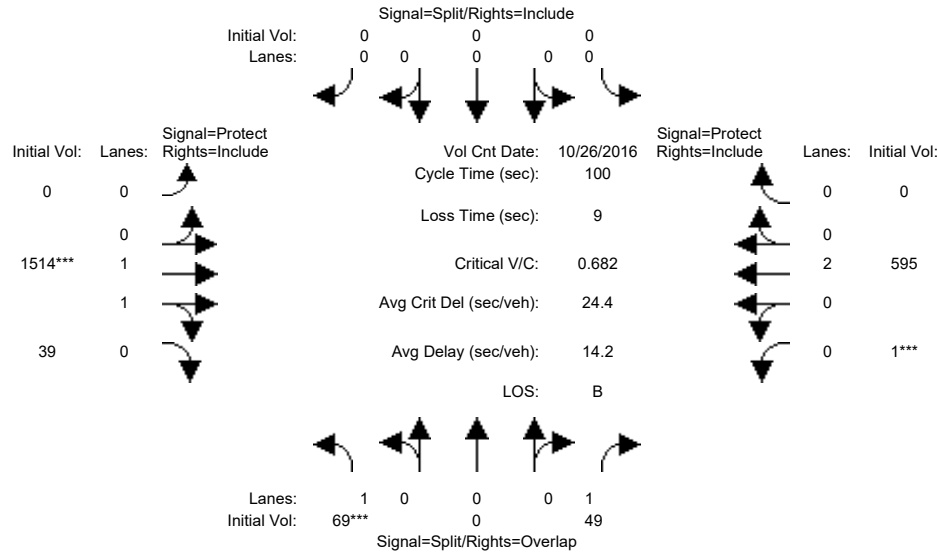 Signal=Split/Rights=Include
Initial Vol: 0 0 0
Lanes: 0 0 0 0 0
Signal=Protect Signal=Protect
Initial Vol: Lanes: Rights=Include Vol Cnt Date: 10/26/2016 Rights=Include Lanes: Initial Vol:
Cycle Time (sec): 100
0 0 0 0
Loss Time (sec): 9
0 0
1514*** 1 Critical V/C: 0.682 2 595
1 Avg Crit Del (sec/veh): 24.4 0
39 0 Avg Delay (sec/veh): 14.2 0 1***
LOS: B
Lanes: 1 0 0 0 1
Initial Vol: 69*** 0 49
Signal=Split/Rights=Overlap